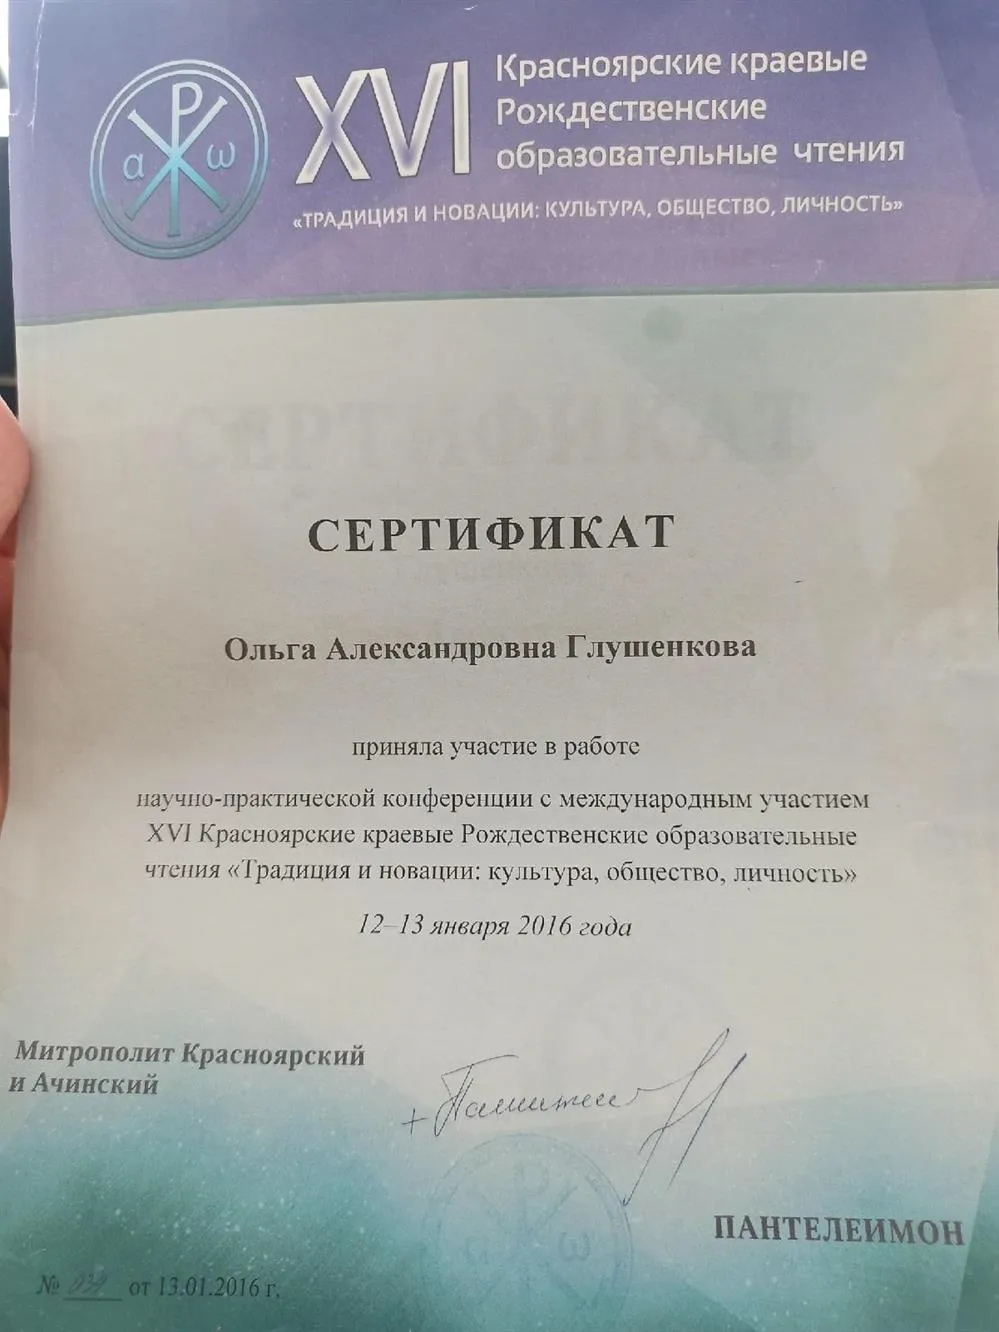 XVI Красноярские краевые
Рождественские
образовательные чтения
«ТРАДИЦИЯ И НОВАЦИИ: КУЛЬТУРА, ОБЩЕСТВО, ЛИЧНОСТЬ»
α Ρ ω
СЕРТИФИКАТ
Ольга Александровна Глушенкова
приняла участие в работе
научно-практической конференции с международным участием
XVI Красноярские краевые Рождественские образовательные
чтения «Традиция и новации: культура, общество, личность»
12–13 января 2016 года
Митрополит Красноярский
и Ачинский
ПАНТЕЛЕИМОН
№ от 13.01.2016 г.